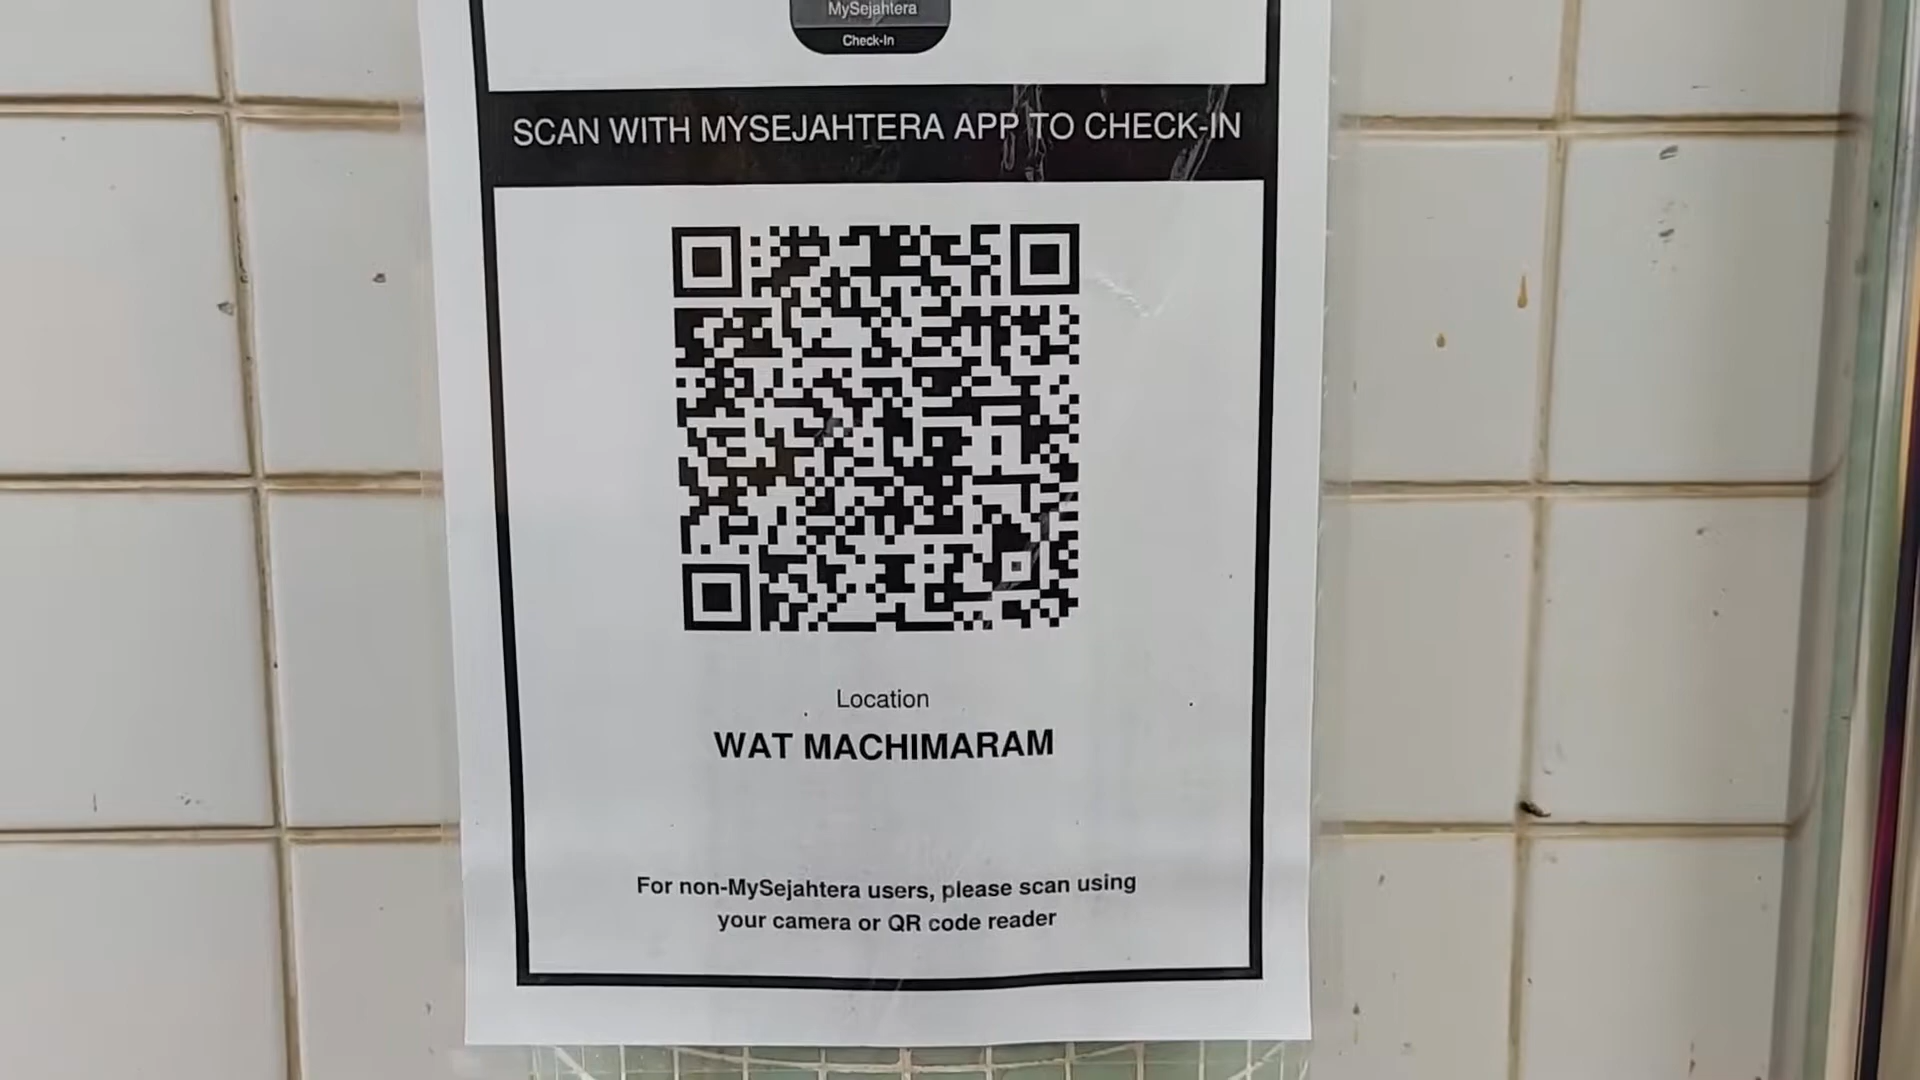 MySejahtera
Check-In
SCAN WITH MYSEJAHTERA APP TO CHECK-IN
Location
WAT MACHIMARAM
For non-MySejahtera users, please scan using
your camera or QR code reader